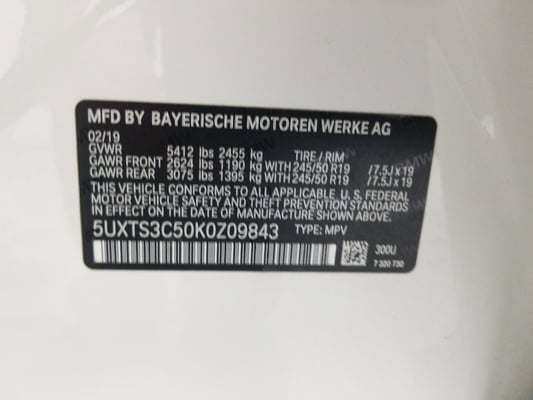 MFD BY BAYERISCHE MOTOREN WERKE AG
02/19
GVWR 5412 lbs 2455 kg TIRE / RIM
GAWR FRONT 2624 lbs 1190 kg WITH 245/50 R19 /7.5J x 19
GAWR REAR 3075 lbs 1395 kg WITH 245/50 R19 /7.5J x 19
THIS VEHICLE CONFORMS TO ALL APPLICABLE U. S. FEDERAL
MOTOR VEHICLE SAFETY, BUMPER, AND THEFT PREVENTION
STANDARDS IN EFFECT ON THE DATE OF MANUFACTURE SHOWN ABOVE.
5UXTS3C50K0Z09843 TYPE: MPV
300U
7 320 730